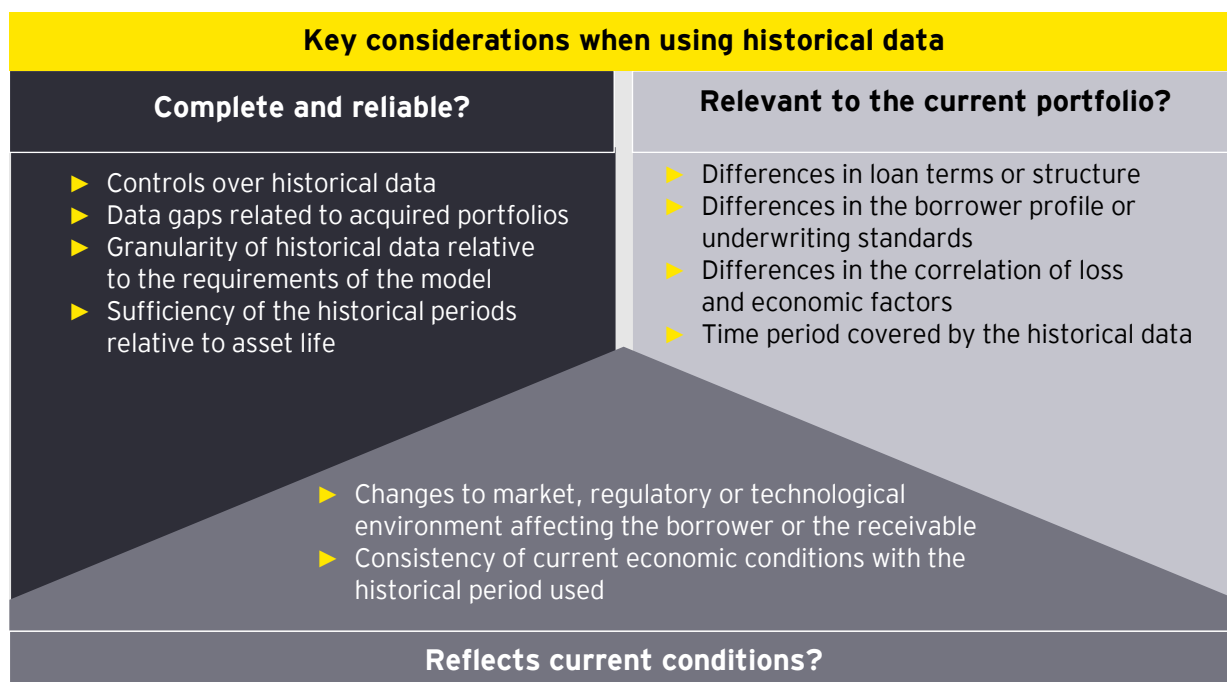 Key considerations when using historical data
Complete and reliable?
► Controls over historical data
► Data gaps related to acquired portfolios
► Granularity of historical data relative
to the requirements of the model
► Sufficiency of the historical periods
relative to asset life
Relevant to the current portfolio?
► Differences in loan terms or structure
► Differences in the borrower profile or
underwriting standards
► Differences in the correlation of loss
and economic factors
► Time period covered by the historical data
► Changes to market, regulatory or technological
environment affecting the borrower or the receivable
► Consistency of current economic conditions with the
historical period used
Reflects current conditions?